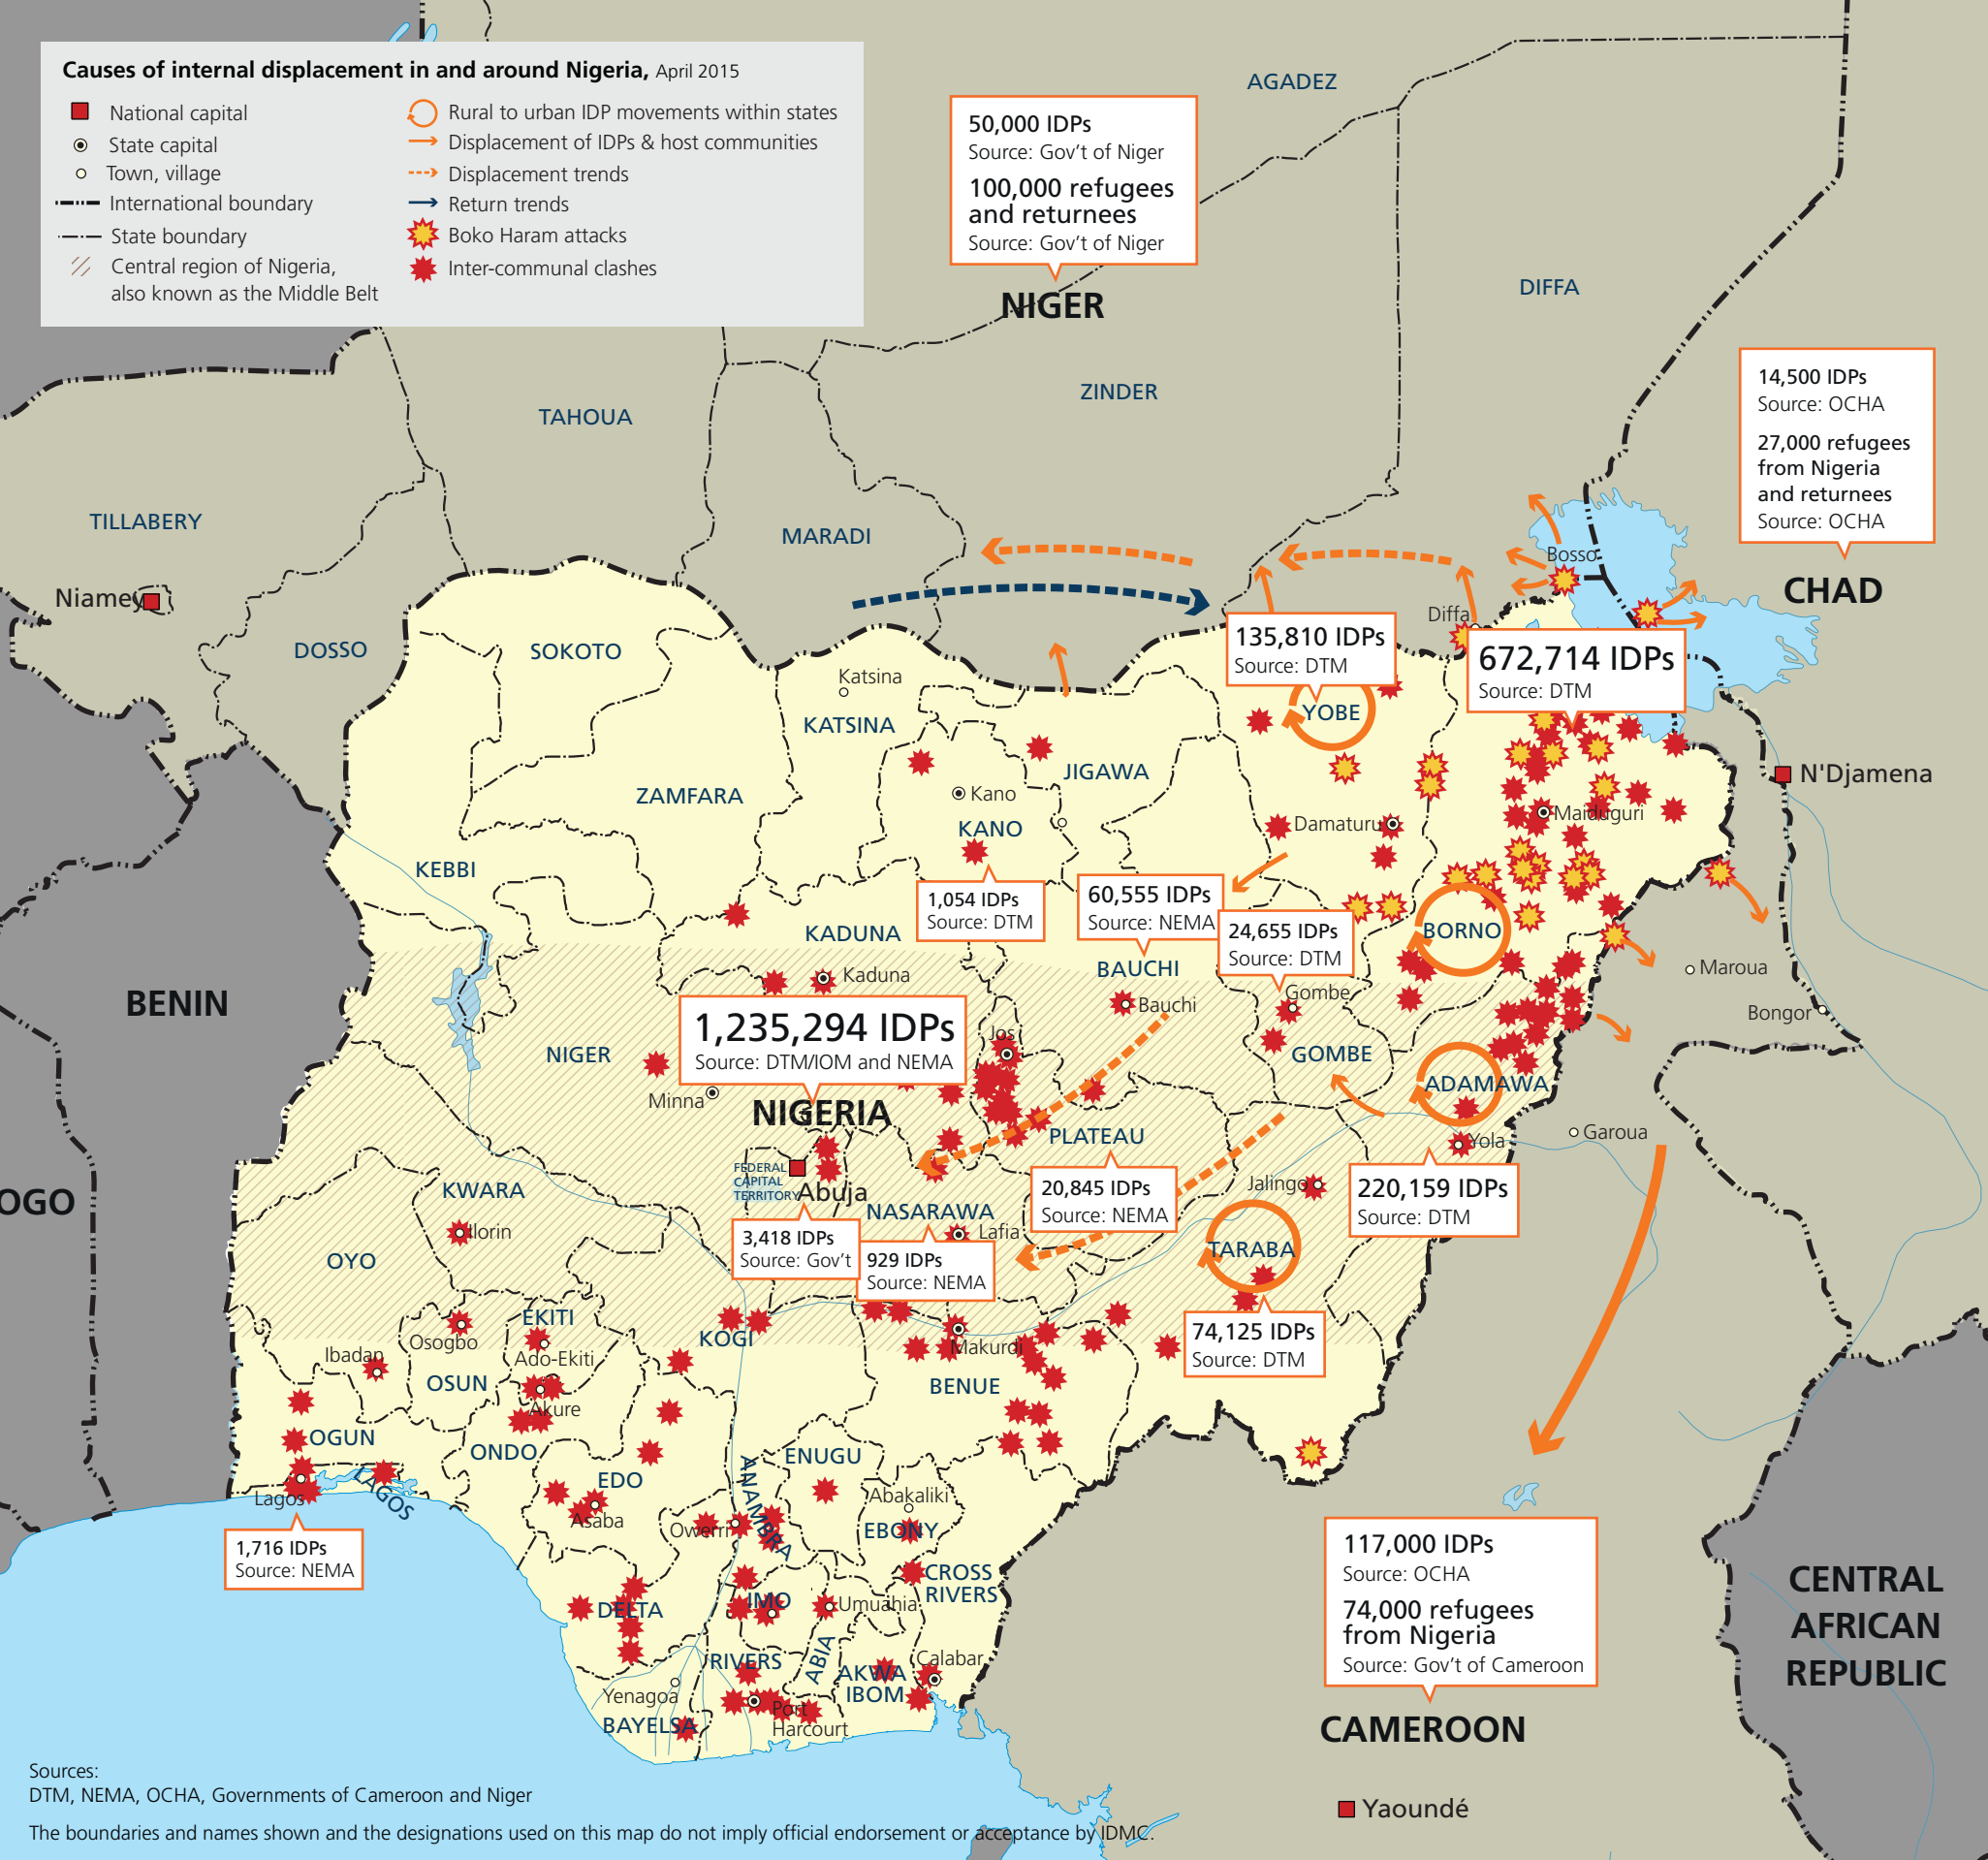 Causes of internal displacement in and around Nigeria, April 2015
National capital
State capital
Town, village
International boundary
State boundary
Central region of Nigeria,
also known as the Middle Belt
Rural to urban IDP movements within states
Displacement of IDPs & host communities
Displacement trends
Return trends
Boko Haram attacks
Inter-communal clashes
AGADEZ
50,000 IDPs
Source: Gov't of Niger
100,000 refugees
and returnees
Source: Gov't of Niger
NIGER
DIFFA
ZINDER
TAHOUA
14,500 IDPs
Source: OCHA
27,000 refugees
from Nigeria
and returnees
Source: OCHA
CHAD
TILLABERY
MARADI
Bosso
Niamey
Diffa
DOSSO
SOKOTO
135,810 IDPs
Source: DTM
672,714 IDPs
Source: DTM
Katsina
KATSINA
YOBE
JIGAWA
N'Djamena
ZAMFARA
Kano
KANO
Damaturu
Maiduguri
KEBBI
1,054 IDPs
Source: DTM
60,555 IDPs
Source: NEMA
24,655 IDPs
Source: DTM
KADUNA
BORNO
BAUCHI
Kaduna
Maroua
BENIN
Bauchi
Gombe
Bongor
1,235,294 IDPs
Source: DTM/IOM and NEMA
Jos
NIGER
GOMBE
Minna
NIGERIA
ADAMAWA
PLATEAU
Yola
Garoua
FEDERAL
CAPITAL
TERRITORY
Abuja
OGO
KWARA
20,845 IDPs
Source: NEMA
Jalingo
220,159 IDPs
Source: DTM
NASARAWA
Lafia
Ilorin
3,418 IDPs
Source: Gov't
929 IDPs
Source: NEMA
OYO
TARABA
EKITI
KOGI
74,125 IDPs
Source: DTM
Osogbo
Ibadan
Ado-Ekiti
Makurdi
OSUN
BENUE
Akure
OGUN
ONDO
ENUGU
EDO
ANAMBRA
Lagos
LAGOS
Abakaliki
Asaba
Owerri
EBONY
1,716 IDPs
Source: NEMA
117,000 IDPs
Source: OCHA
74,000 refugees
from Nigeria
Source: Gov't of Cameroon
CENTRAL
AFRICAN
REPUBLIC
CROSS
RIVERS
DELTA
IMO
Umuahia
ABIA
RIVERS
Calabar
AKWA
IBOM
Yenagoa
BAYELSA
Port
Harcourt
CAMEROON
Yaoundé
Sources:
DTM, NEMA, OCHA, Governments of Cameroon and Niger
The boundaries and names shown and the designations used on this map do not imply official endorsement or acceptance by IDMC.